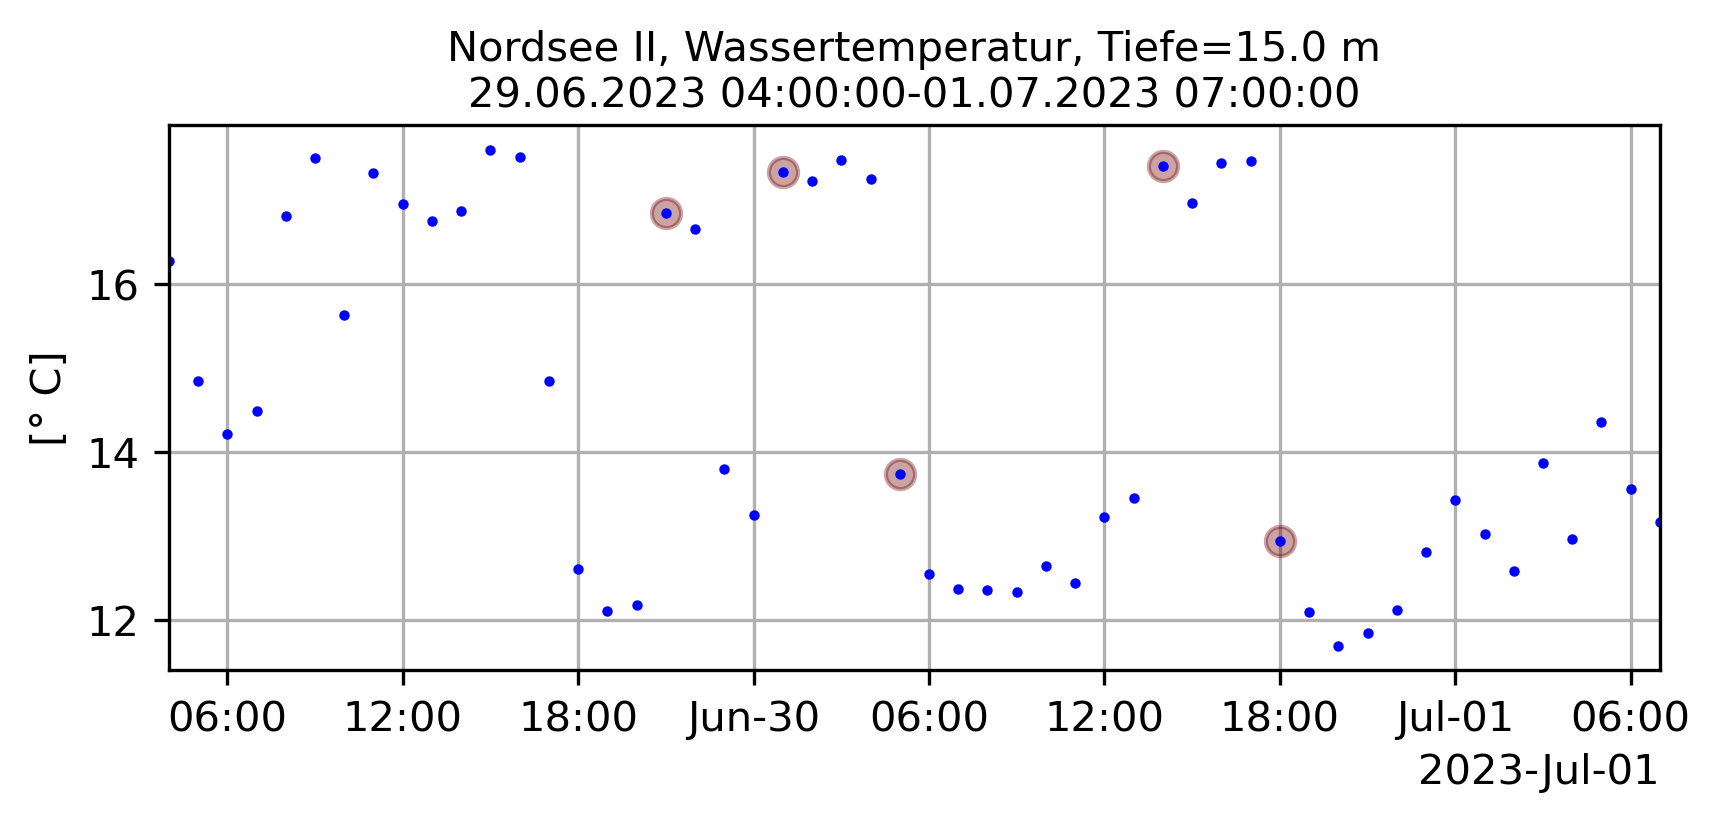 Nordsee II, Wassertemperatur, Tiefe=15.0 m
29.06.2023 04:00:00-01.07.2023 07:00:00
[° C]
16
14
12
06:00 12:00 18:00 Jun-30 06:00 12:00 18:00 Jul-01 06:00
2023-Jul-01